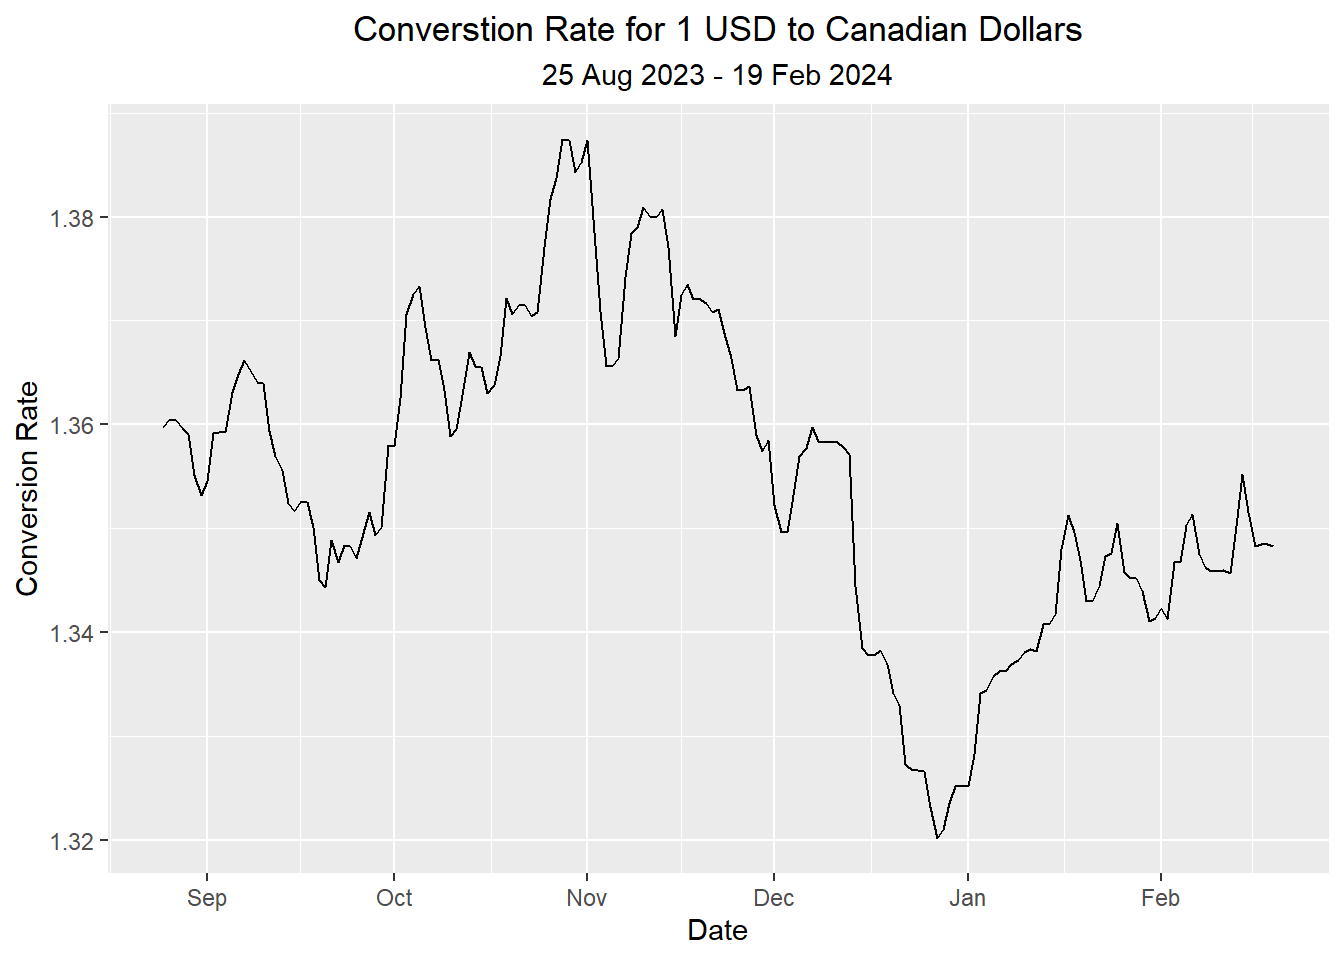 Converstion Rate for 1 USD to Canadian Dollars
25 Aug 2023 - 19 Feb 2024
Conversion Rate
1.38
1.36
1.34
1.32
Sep Oct Nov Dec Jan Feb
Date